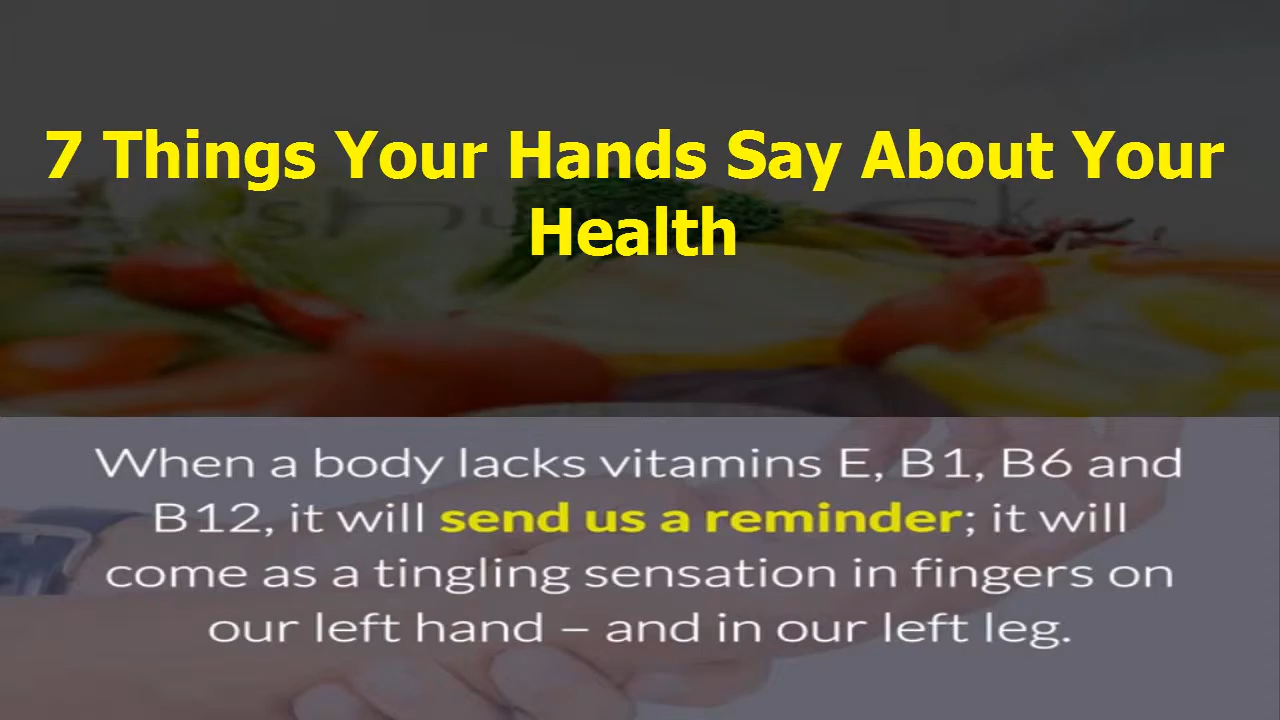 7 Things Your Hands Say About Your
Health
When a body lacks vitamins E, B1, B6 and
B12, it will send us a reminder; it will
come as a tingling sensation in fingers on
our left hand – and in our left leg.